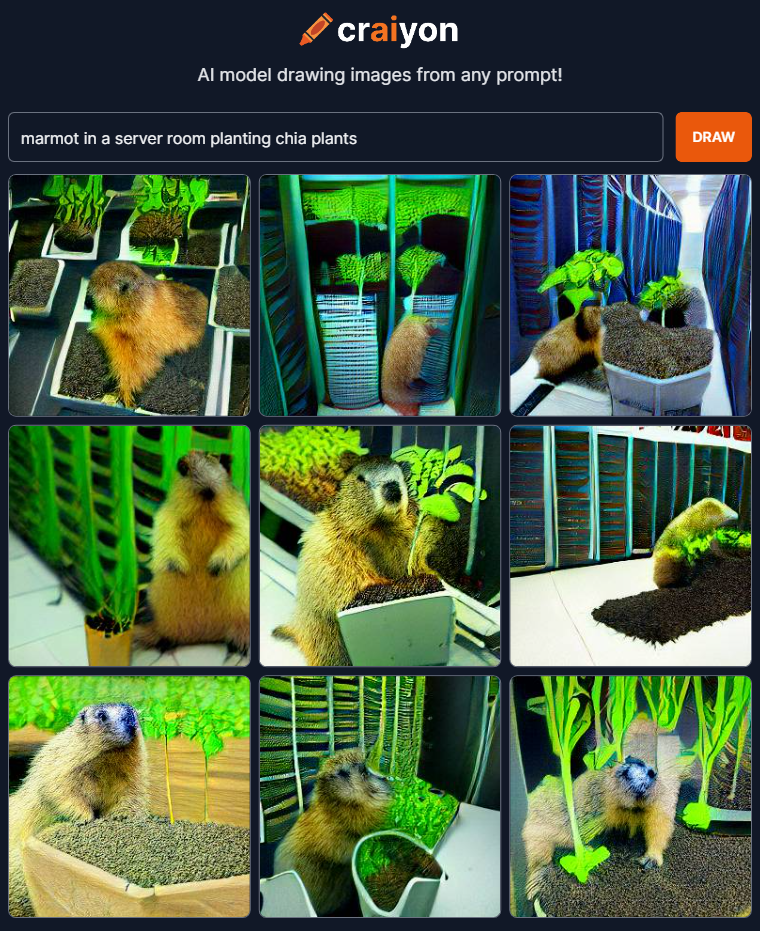 craiyon
AI model drawing images from any prompt!
marmot in a server room planting chia plants
DRAW